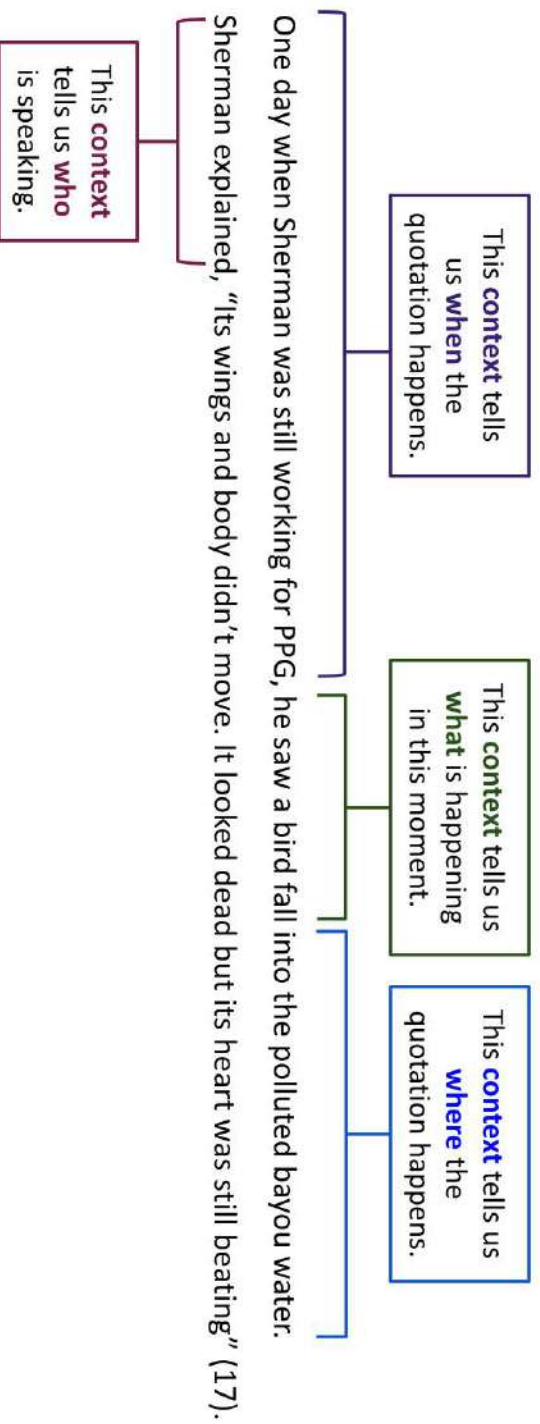 This context tells
us when the
quotation happens.
This context tells us
what is happening
in this moment.
This context tells us
where the
quotation happens.
One day when Sherman was still working for PPG, he saw a bird fall into the polluted bayou water.
Sherman explained, “Its wings and body didn’t move. It looked dead but its heart was still beating” (17).
This context
tells us who
is speaking.